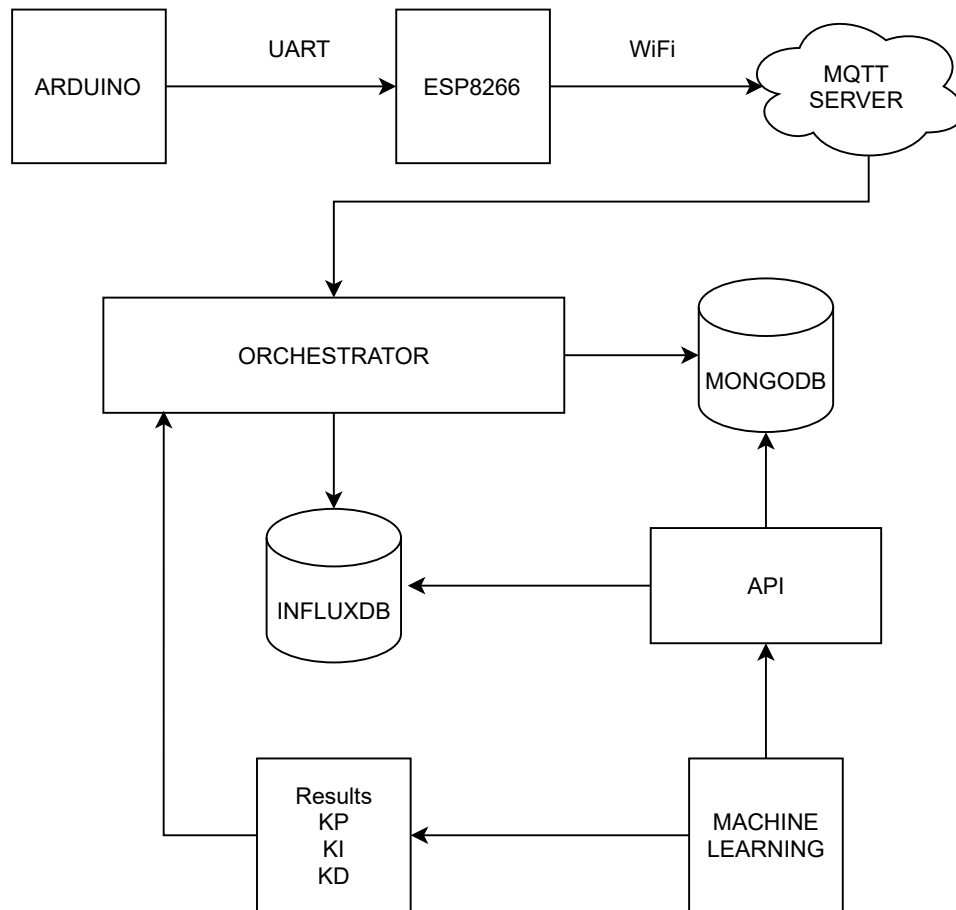 ARDUINO
UART
ESP8266
WiFi
MQTT
SERVER
ORCHESTRATOR
MONGODB
INFLUXDB
API
Results
KP
KI
KD
MACHINE
LEARNING